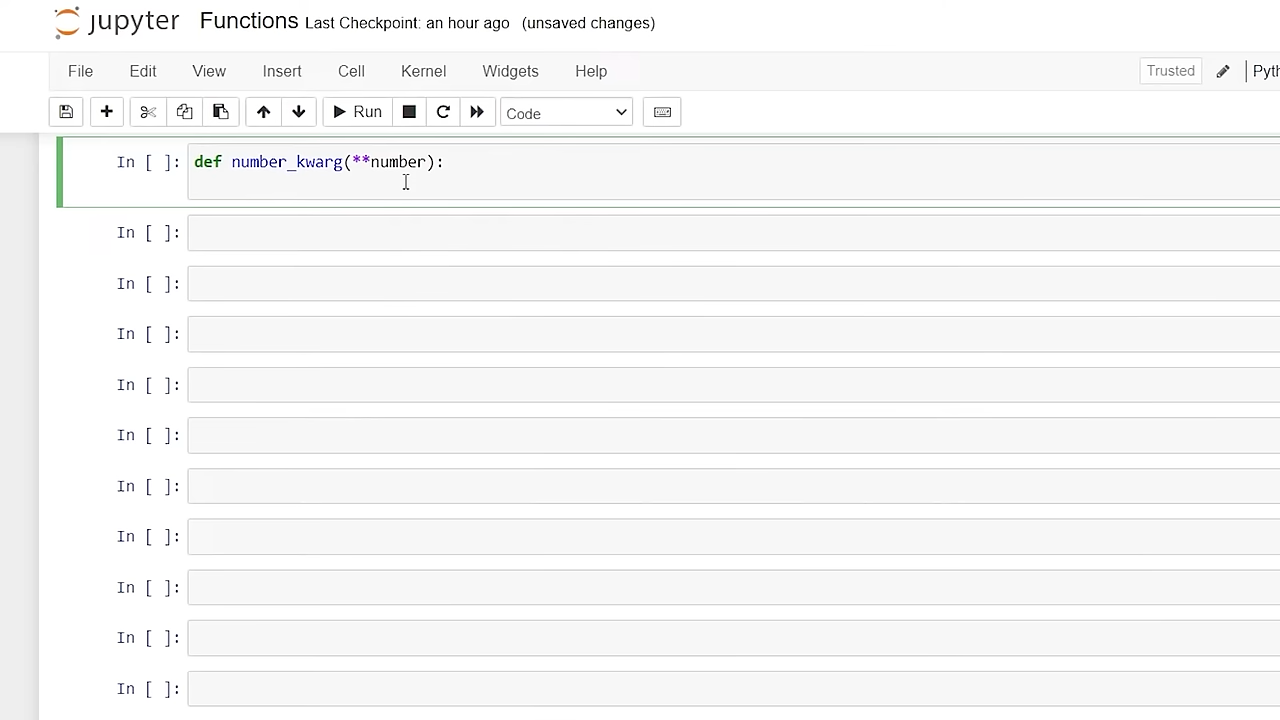 jupyter Functions Last Checkpoint: an hour ago (unsaved changes)
File Edit View Insert Cell Kernel Widgets Help Trusted Pyth
Run Code
In [ ]: def number_kwarg(**number):
In [ ]:
In [ ]:
In [ ]:
In [ ]:
In [ ]:
In [ ]:
In [ ]:
In [ ]:
In [ ]:
In [ ]: